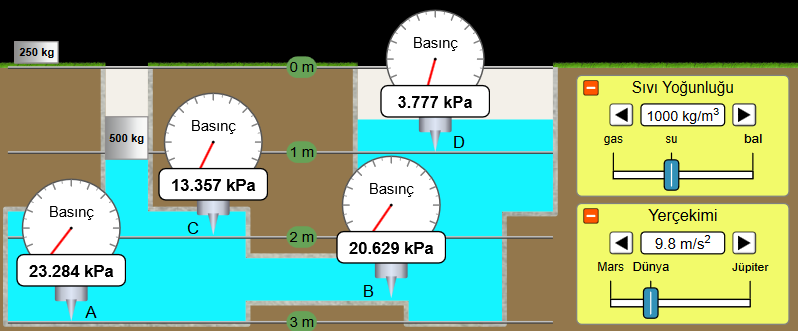 250 kg
0 m
Basınç
3.777 kPa
D
500 kg
Basınç
13.357 kPa
C
1 m
Basınç
23.284 kPa
A
2 m
Basınç
20.629 kPa
B
3 m
Sıvı Yoğunluğu
1000 kg/m³
gas su bal
Yerçekimi
9.8 m/s²
Mars Dünya Jüpiter